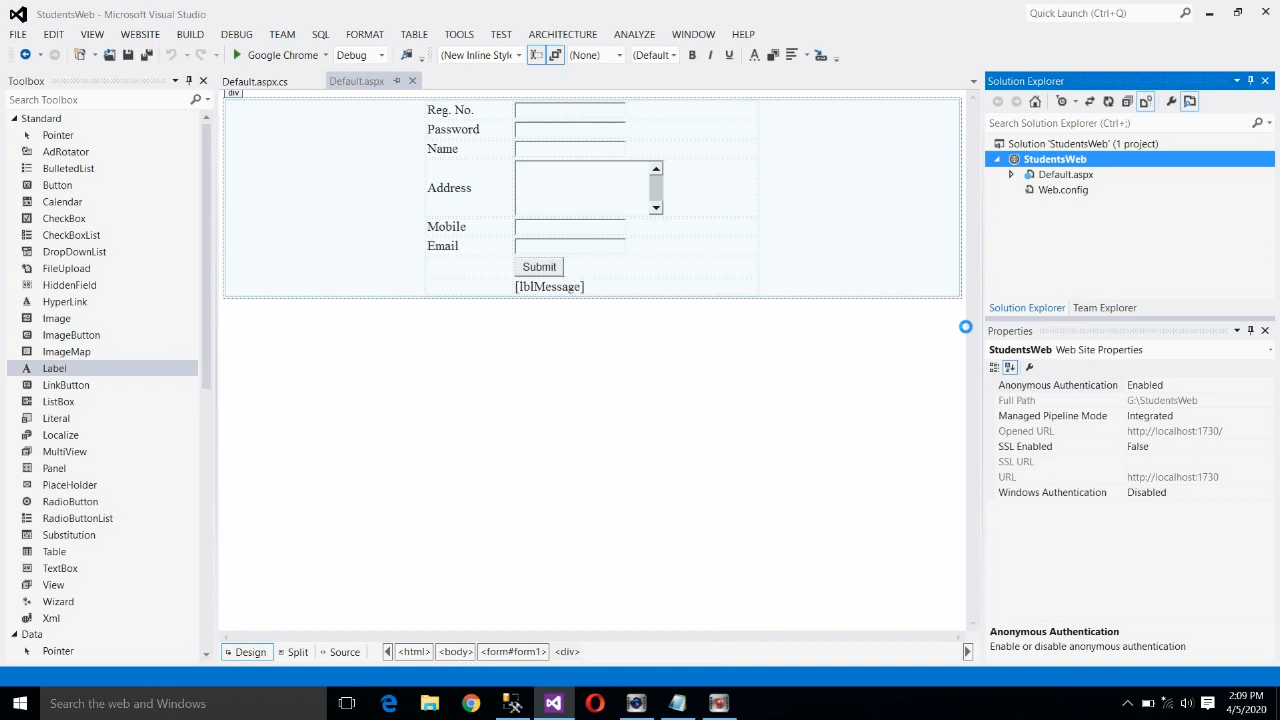 StudentsWeb - Microsoft Visual Studio
Quick Launch (Ctrl+Q)
FILE EDIT VIEW WEBSITE BUILD DEBUG TEAM SQL FORMAT TABLE TOOLS TEST ARCHITECTURE ANALYZE WINDOW HELP
Google Chrome Debug (New Inline Style (None) (Default B I U A
Toolbox
Default.aspx.cs Default.aspx
Solution Explorer
div
Search Toolbox
Search Solution Explorer (Ctrl+;)
Standard
Pointer
AdRotator
BulletedList
Button
Calendar
CheckBox
CheckBoxList
DropDownList
FileUpload
HiddenField
HyperLink
Image
ImageButton
ImageMap
A Label
LinkButton
ListBox
Literal
Localize
MultiView
Panel
PlaceHolder
RadioButton
RadioButtonList
Substitution
Table
TextBox
View
Wizard
Xml
Data
Pointer
Reg. No.
Password
Name
Address
Mobile
Email
Submit
[lblMessage]
Design Split Source <html> <body> <form#form1> <div>
Solution 'StudentsWeb' (1 project)
StudentsWeb
Default.aspx
Web.config
Solution Explorer Team Explorer
Properties
StudentsWeb Web Site Properties
Anonymous Authentication Enabled
Full Path G:\StudentsWeb
Managed Pipeline Mode Integrated
Opened URL http://localhost:1730/
SSL Enabled False
SSL URL
URL http://localhost:1730
Windows Authentication Disabled
Anonymous Authentication
Enable or disable anonymous authentication
Search the web and Windows
2:09 PM
4/5/2020